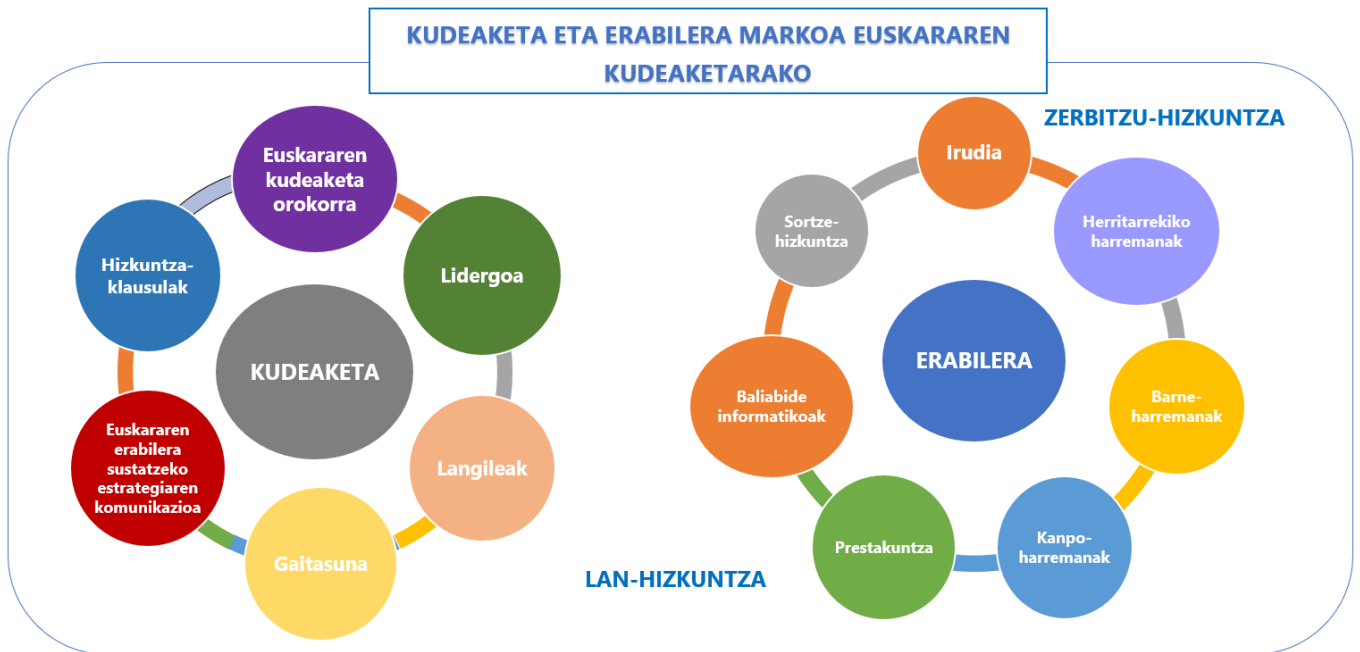 KUDEAKETA ETA ERABILERA MARKOA EUSKARAREN
KUDEAKETARAKO
Euskararen
kudeaketa
orokorra
Lidergoa
Langileak
Gaitasuna
Euskararen
erabilera
sustatzeko
estrategiaren
komunikazioa
Hizkuntza-
klausulak
KUDEAKETA
ZERBITZU-HIZKUNTZA
Irudia
Herritarrekiko
harremanak
Barne-
harremanak
Kanpo-
harremanak
Prestakuntza
Baliabide
informatikoak
Sortze-
hizkuntza
ERABILERA
LAN-HIZKUNTZA